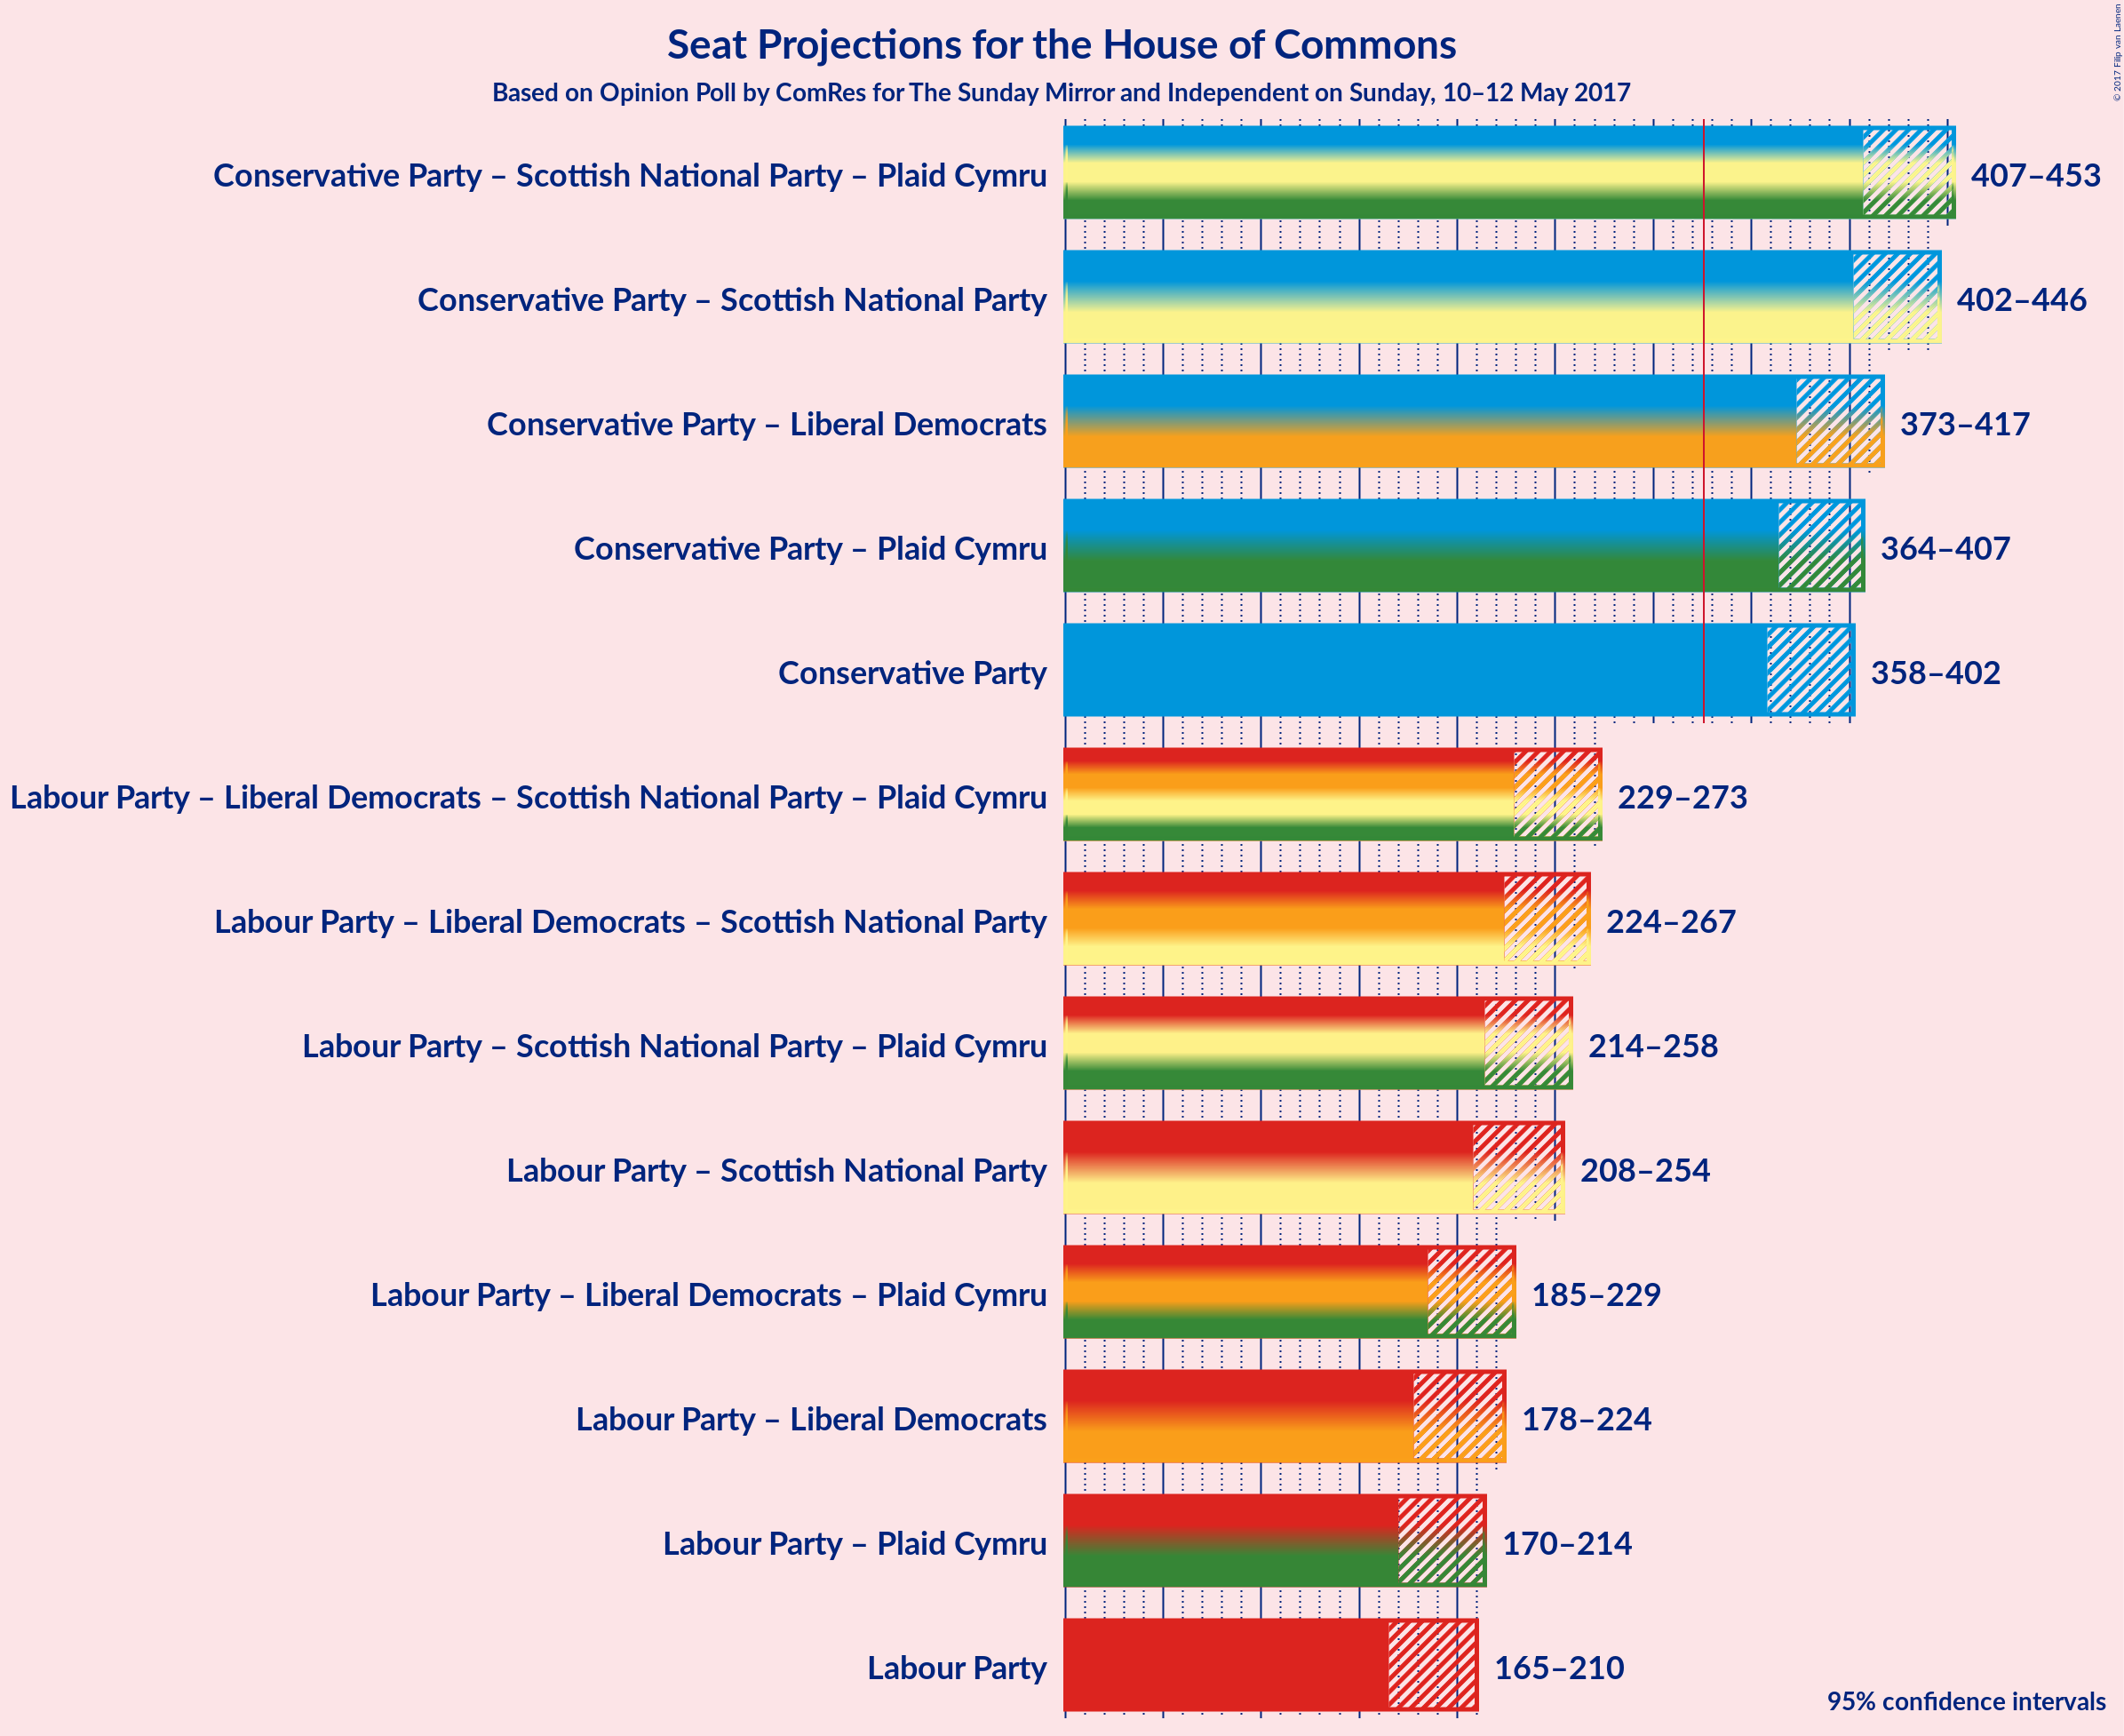 Seat Projections for the House of Commons
Based on Opinion Poll by ComRes for The Sunday Mirror and Independent on Sunday, 10–12 May 2017
© 2017 Filip van Laenen
Conservative Party – Scottish National Party – Plaid Cymru 407–453
Conservative Party – Scottish National Party 402–446
Conservative Party – Liberal Democrats 373–417
Conservative Party – Plaid Cymru 364–407
Conservative Party 358–402
Labour Party – Liberal Democrats – Scottish National Party – Plaid Cymru 229–273
Labour Party – Liberal Democrats – Scottish National Party 224–267
Labour Party – Scottish National Party – Plaid Cymru 214–258
Labour Party – Scottish National Party 208–254
Labour Party – Liberal Democrats – Plaid Cymru 185–229
Labour Party – Liberal Democrats 178–224
Labour Party – Plaid Cymru 170–214
Labour Party 165–210
95% confidence intervals